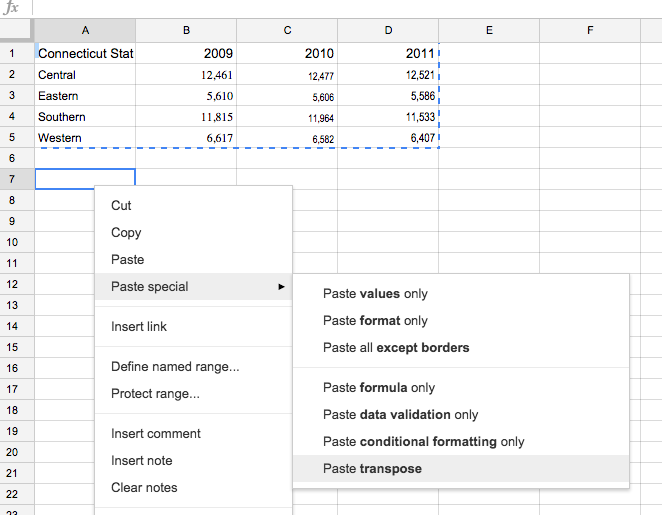 fx
A B C D E F
1 Connecticut Stat 2009 2010 2011
2 Central 12,461 12,477 12,521
3 Eastern 5,610 5,606 5,586
4 Southern 11,815 11,964 11,533
5 Western 6,617 6,582 6,407
6
7
8
9
10
11
12
13
14
15
16
17
18
19
20
21
22
23
Cut
Copy
Paste
Paste special
Insert link
Define named range...
Protect range...
Insert comment
Insert note
Clear notes
Paste values only
Paste format only
Paste all except borders
Paste formula only
Paste data validation only
Paste conditional formatting only
Paste transpose